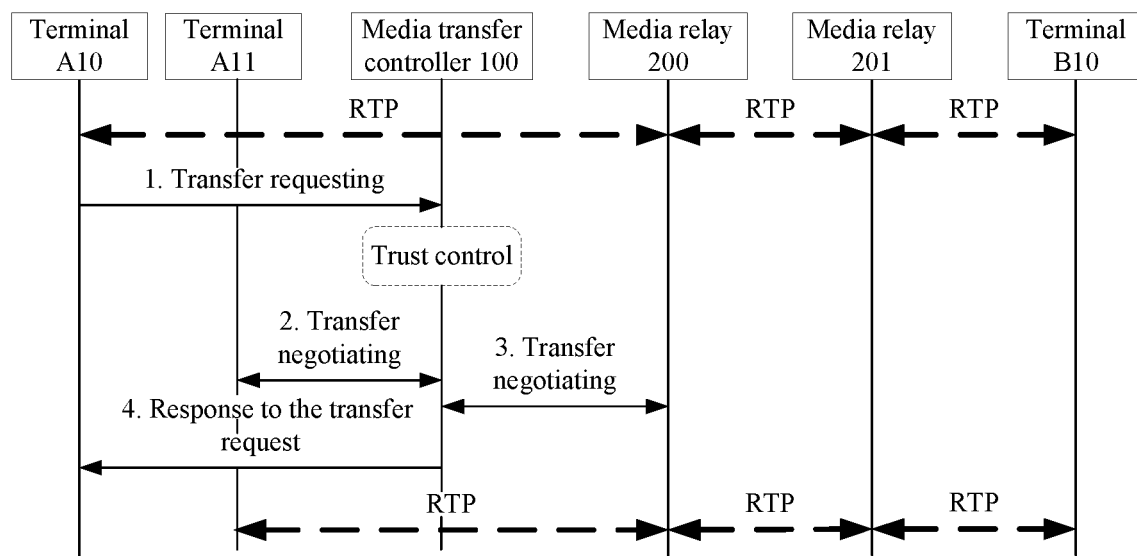 Terminal
A10
Terminal
A11
Media transfer
controller 100
Media relay
200
Media relay
201
Terminal
B10
RTP
RTP
RTP
1. Transfer requesting
Trust control
2. Transfer
negotiating
3. Transfer
negotiating
4. Response to the transfer
request
RTP
RTP
RTP